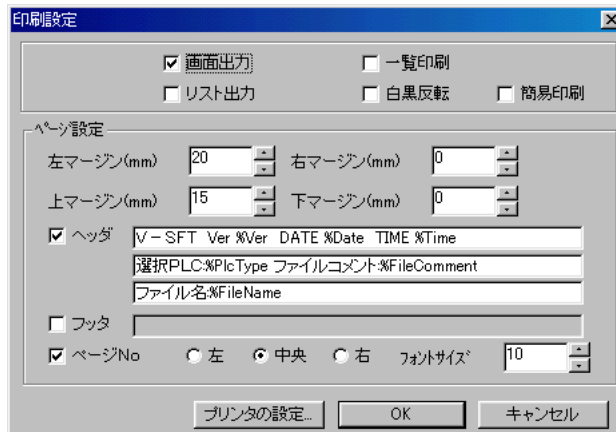 印刷設定
画面出力 一覧印刷
リスト出力 白黒反転 簡易印刷
ﾍﾟｰｼﾞ設定
左マージン(mm) 20 右マージン(mm) 0
上マージン(mm) 15 下マージン(mm) 0
ヘッダ V－SFT Ver %Ver DATE %Date TIME %Time
選択PLC:%PlcType ファイルコメント:%FileComment
ファイル名:%FileName
フッタ
ページNo 左 中央 右 ﾌｫﾝﾄｻｲｽﾞ 10
プリンタの設定... OK キャンセル